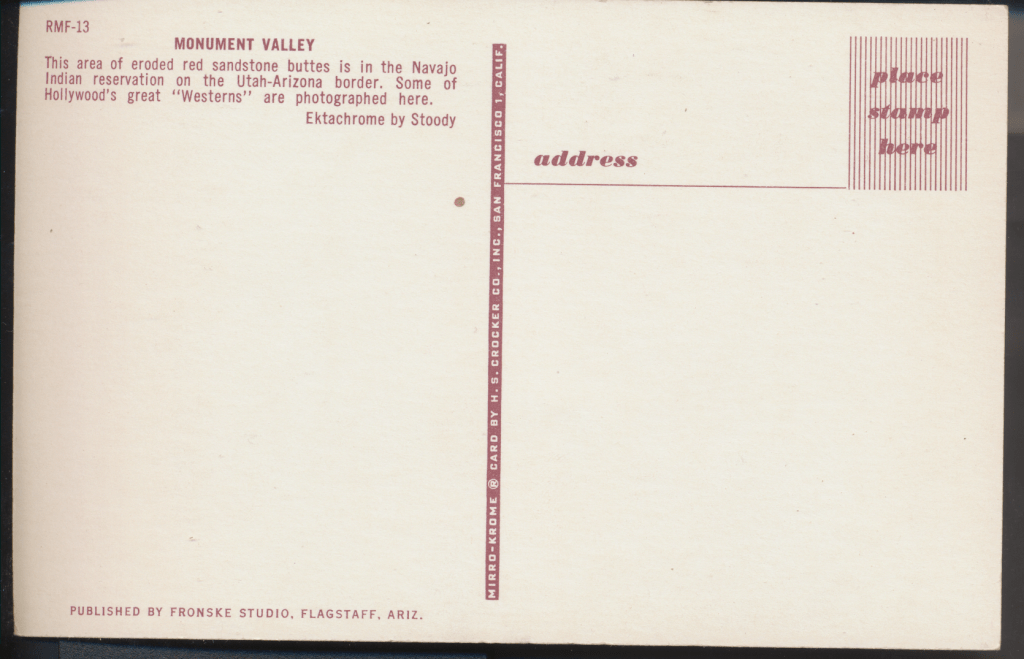 RMF-13
MONUMENT VALLEY
This area of eroded red sandstone buttes is in the Navajo
Indian reservation on the Utah-Arizona border. Some of
Hollywood's great "Westerns" are photographed here.
Ektachrome by Stoody
PUBLISHED BY FRONSKE STUDIO, FLAGSTAFF, ARIZ.
MIRRO-KROME ® CARD BY H. S. CROCKER CO., INC., SAN FRANCISCO 1, CALIF.
address
place
stamp
here